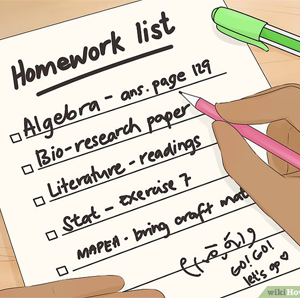 Homework list
Algebra - ans. page 129
Bio-research paper
Literature - readings
Stat - exercise 7
MAPEH - bring craft mat
GO! GO!
let's go
wikiHow